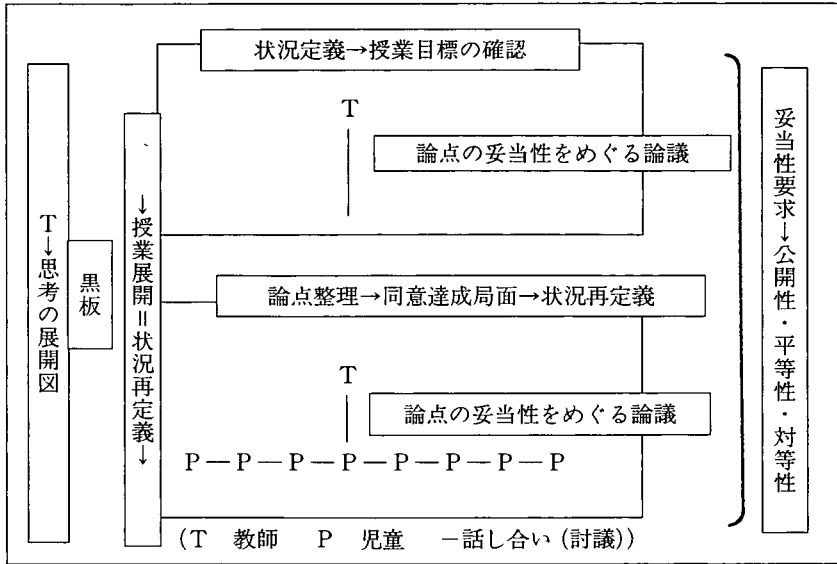 状況定義→授業目標の確認
T
論点の妥当性をめぐる論議
T→思考の展開図
黒板
→授業展開=状況再定義→
論点整理→同意達成局面→状況再定義
T
論点の妥当性をめぐる論議
P―P―P―P―P―P―P―P
妥当性要求→公開性・平等性・対等性
(T 教師 P 児童 －話し合い(討議))